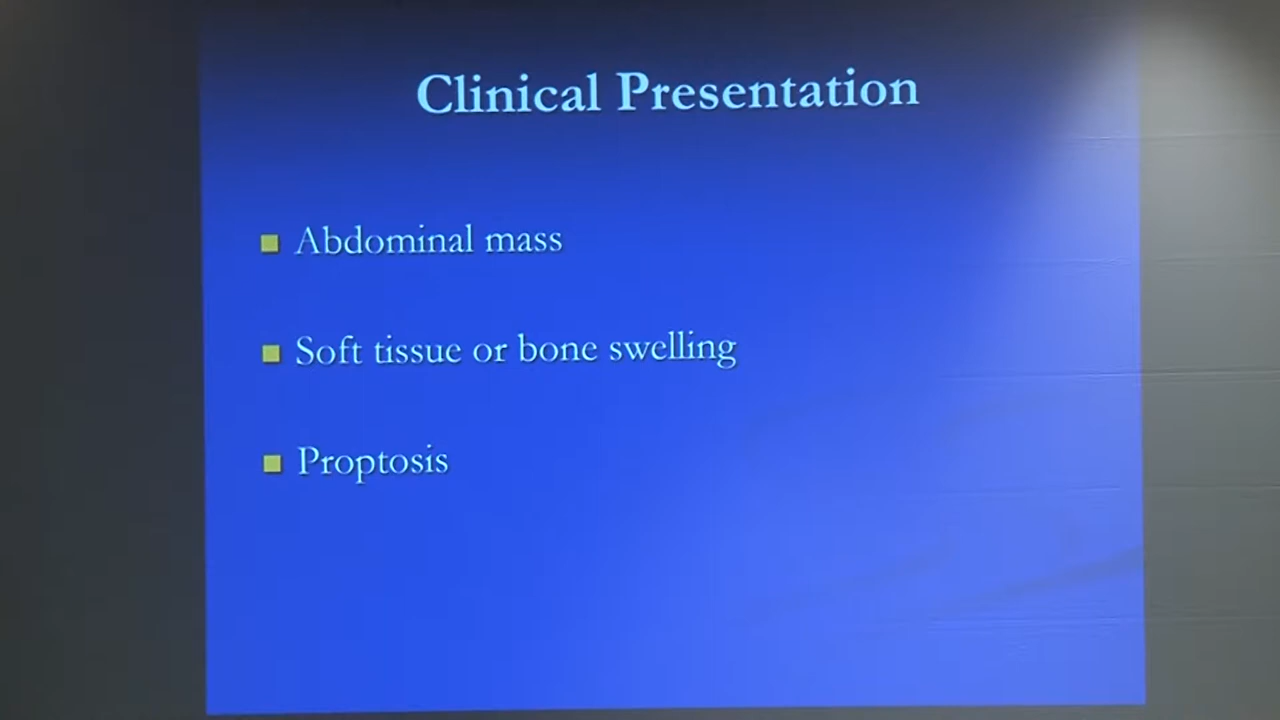 Clinical Presentation
Abdominal mass
Soft tissue or bone swelling
Proptosis